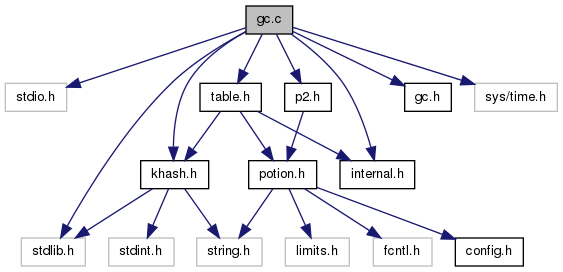 gc.c
stdio.h
table.h
p2.h
gc.h
sys/time.h
khash.h
potion.h
internal.h
stdlib.h
stdint.h
string.h
limits.h
fcntl.h
config.h